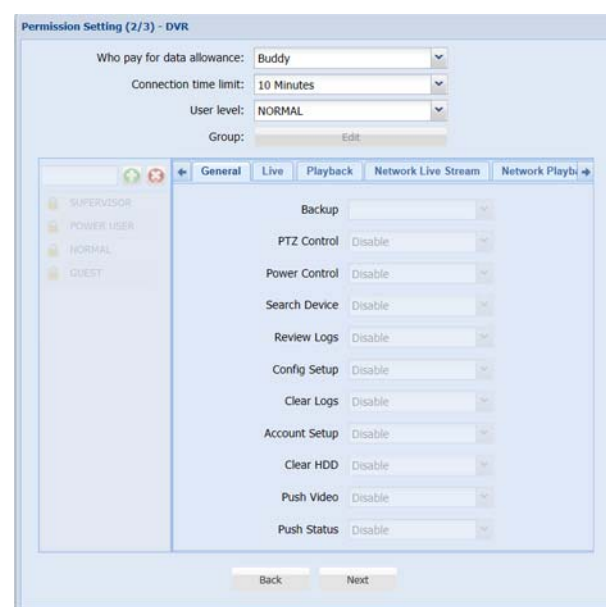 Permission Setting (2/3) - DVR
Who pay for data allowance: Buddy
Connection time limit: 10 Minutes
User level: NORMAL
Group: Edit
General Live Playback Network Live Stream Network Playba
SUPERVISOR
POWER USER
NORMAL
GUEST
Backup
PTZ Control Disable
Power Control Disable
Search Device Disable
Review Logs Disable
Config Setup Disable
Clear Logs Disable
Account Setup Disable
Clear HDD Disable
Push Video Disable
Push Status Disable
Back Next